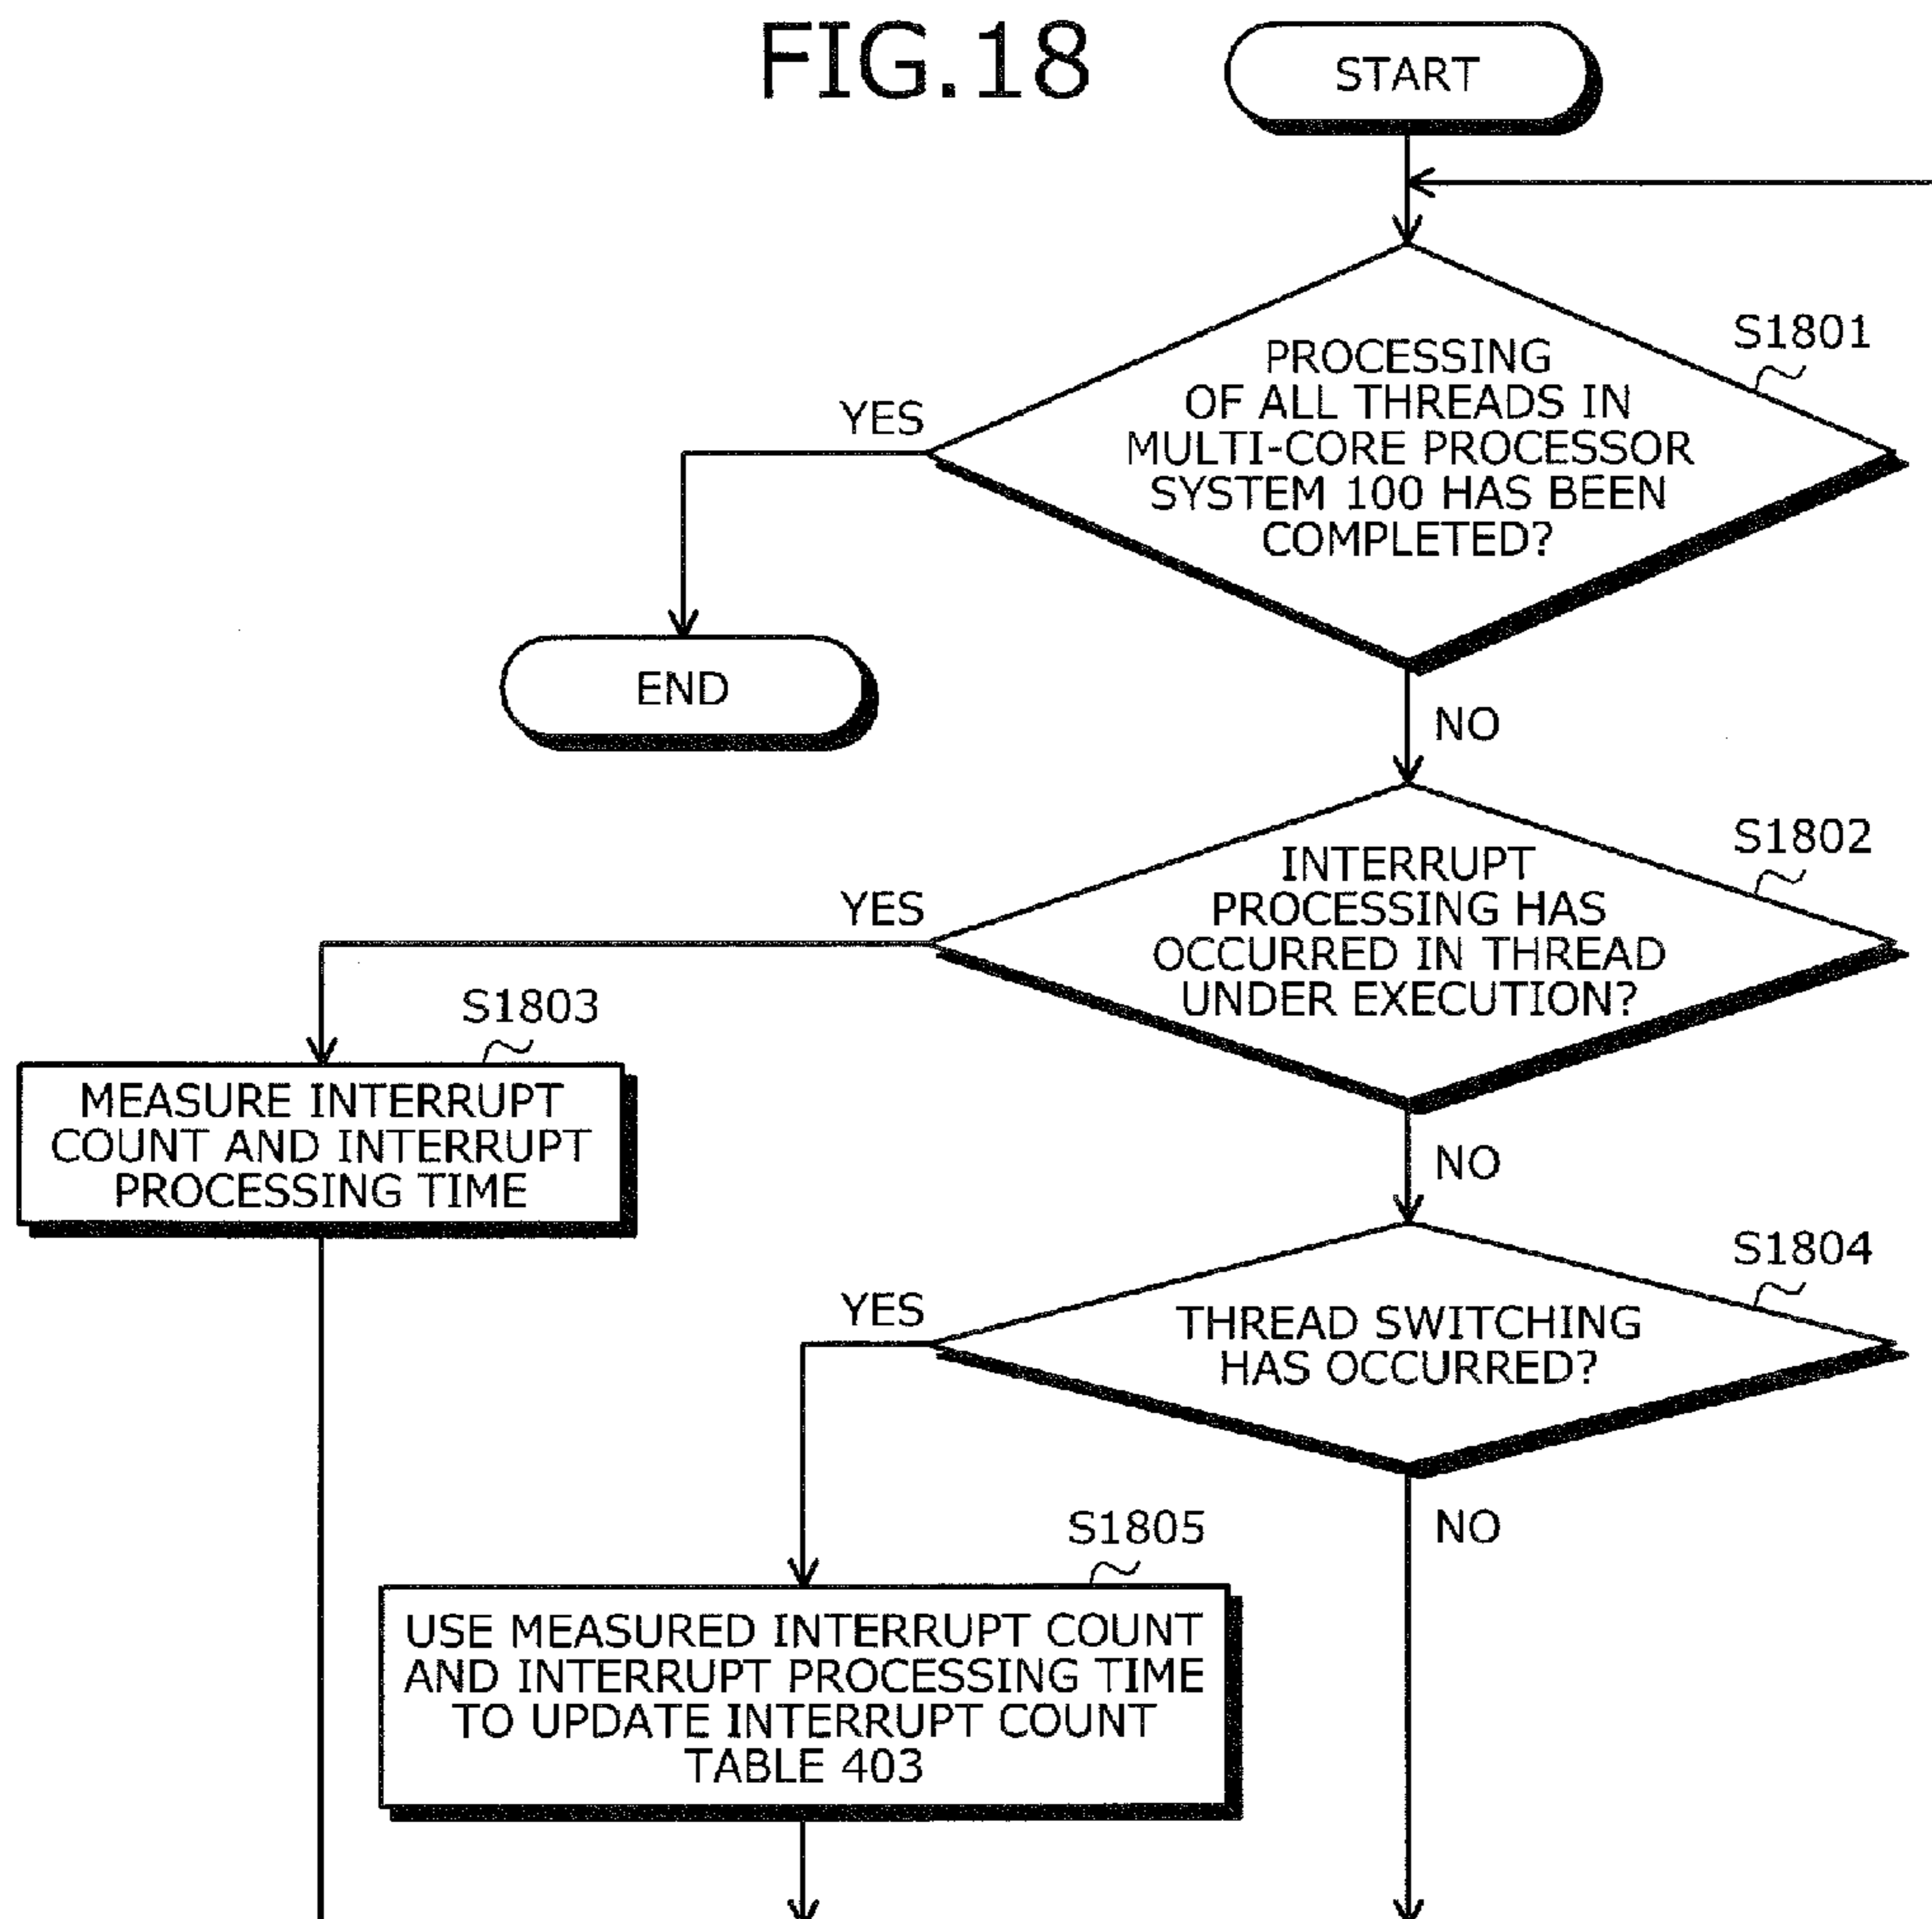 FIG.18
START
S1801
PROCESSING
OF ALL THREADS IN
MULTI-CORE PROCESSOR
SYSTEM 100 HAS BEEN
COMPLETED?
YES
END
NO
S1802
INTERRUPT
PROCESSING HAS
OCCURRED IN THREAD
UNDER EXECUTION?
YES
S1803
MEASURE INTERRUPT
COUNT AND INTERRUPT
PROCESSING TIME
NO
S1804
THREAD SWITCHING
HAS OCCURRED?
YES
NO
S1805
USE MEASURED INTERRUPT COUNT
AND INTERRUPT PROCESSING TIME
TO UPDATE INTERRUPT COUNT
TABLE 403